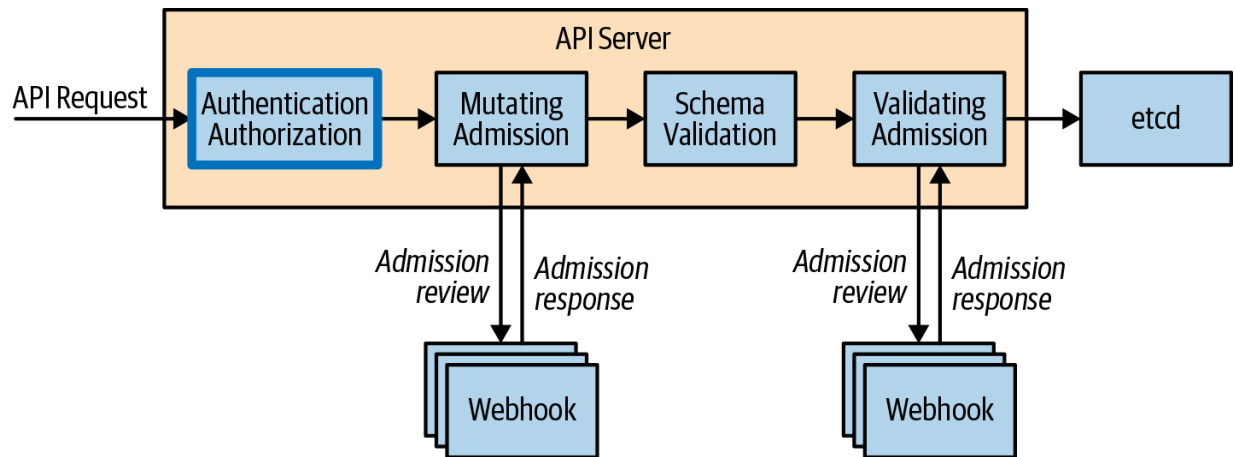 API Server
API Request
Authentication
Authorization
Mutating
Admission
Schema
Validation
Validating
Admission
etcd
Admission
review
Admission
response
Admission
review
Admission
response
Webhook
Webhook